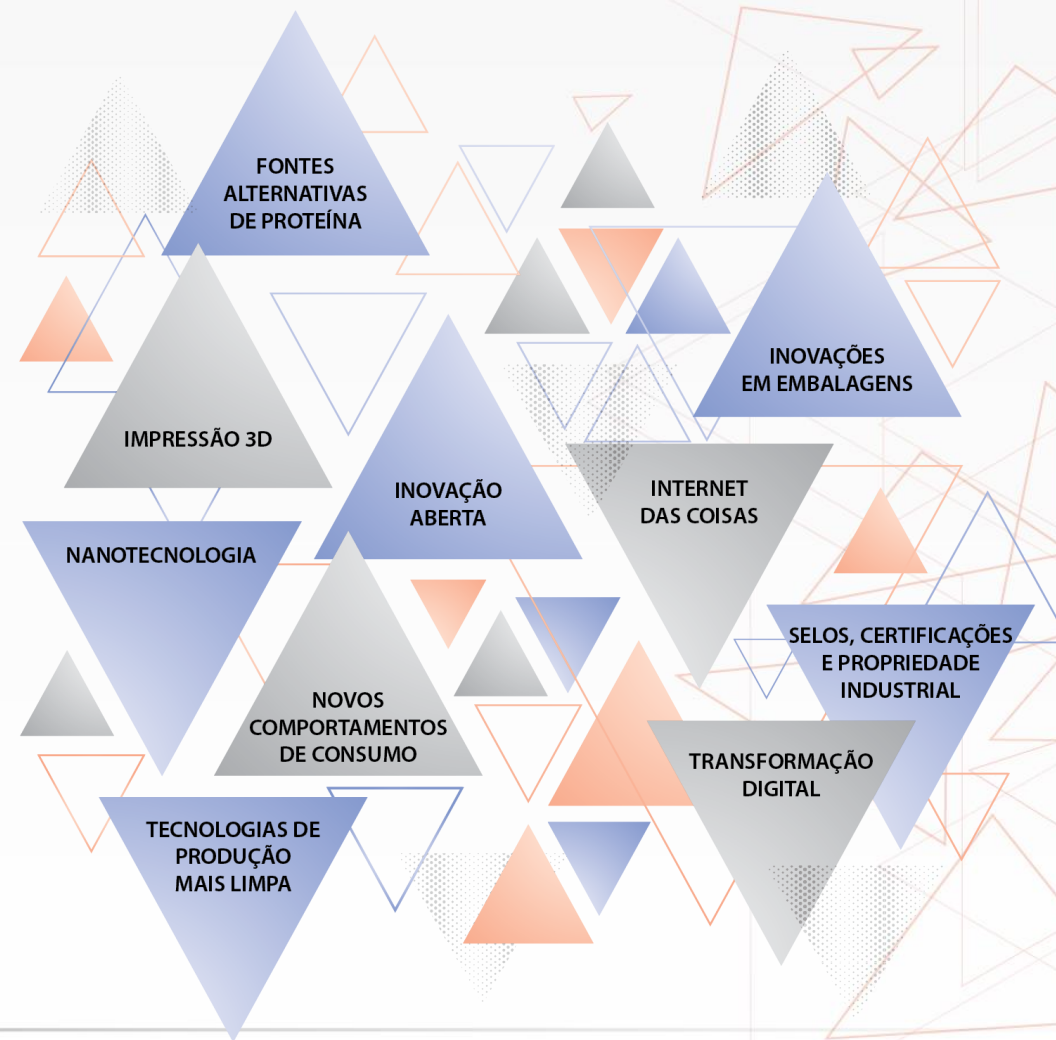 FONTES
ALTERNATIVAS
DE PROTEÍNA
INOVAÇÕES
EM EMBALAGENS
IMPRESSÃO 3D
INOVAÇÃO
ABERTA
INTERNET
DAS COISAS
NANOTECNOLOGIA
SELOS, CERTIFICAÇÕES
E PROPRIEDADE
INDUSTRIAL
NOVOS
COMPORTAMENTOS
DE CONSUMO
TRANSFORMAÇÃO
DIGITAL
TECNOLOGIAS DE
PRODUÇÃO
MAIS LIMPA